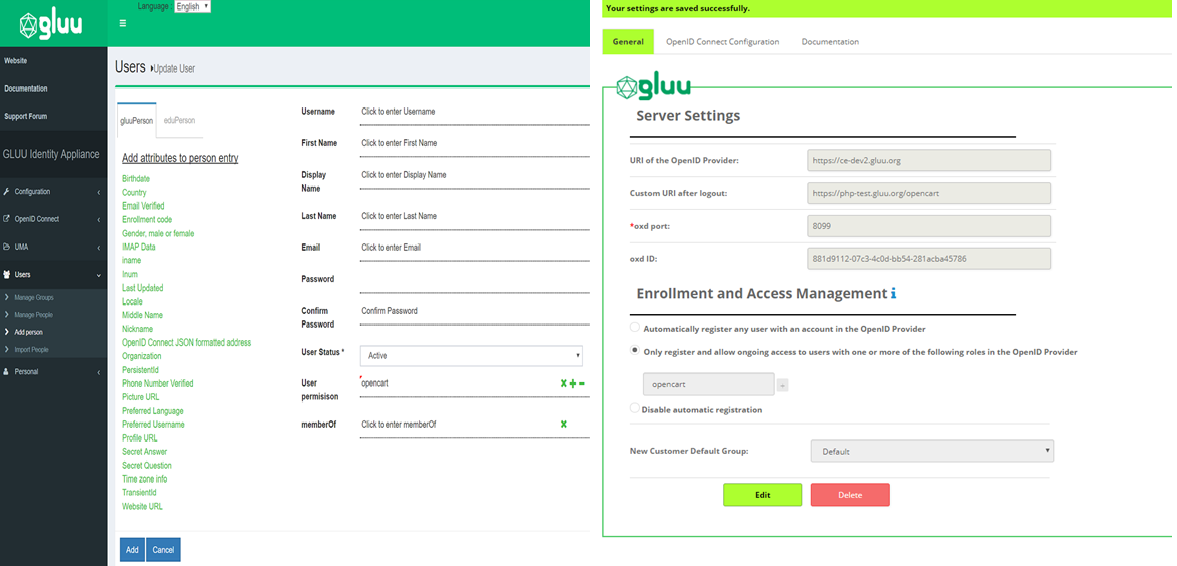 gluu
Language English
Website
Documentation
Support Forum
GLUU Identity Appliance
Configuration
OpenID Connect
UMA
Users
Manage Groups
Manage People
Add person
Import People
Personal
Users Update User
gluuPerson eduPerson
Add attributes to person entry
Birthdate
Country
Email Verified
Enrollment code
Gender, male or female
IMAP Data
iname
Inum
Last Updated
Locale
Middle Name
Nickname
OpenID Connect JSON formatted address
Organization
PersistentId
Phone Number Verified
Picture URL
Preferred Language
Preferred Username
Profile URL
Secret Answer
Secret Question
Time zone info
TransientId
Website URL
Add Cancel
Username Click to enter Username
First Name Click to enter First Name
Display
Name
Click to enter Display Name
Last Name Click to enter Last Name
Email Click to enter Email
Password
Confirm
Password
Confirm Password
User Status * Active
User
permisison
*opencart
memberOf Click to enter memberOf
Your settings are saved successfully.
General OpenID Connect Configuration Documentation
gluu
Server Settings
URI of the OpenID Provider: https://ce-dev2.gluu.org
Custom URI after logout: https://php-test.gluu.org/opencart
*oxd port: 8099
oxd ID: 881d9112-07c3-4c0d-bb54-281acba45786
Enrollment and Access Management i
Automatically register any user with an account in the OpenID Provider
Only register and allow ongoing access to users with one or more of the following roles in the OpenID Provider
opencart +
Disable automatic registration
New Customer Default Group: Default
Edit Delete